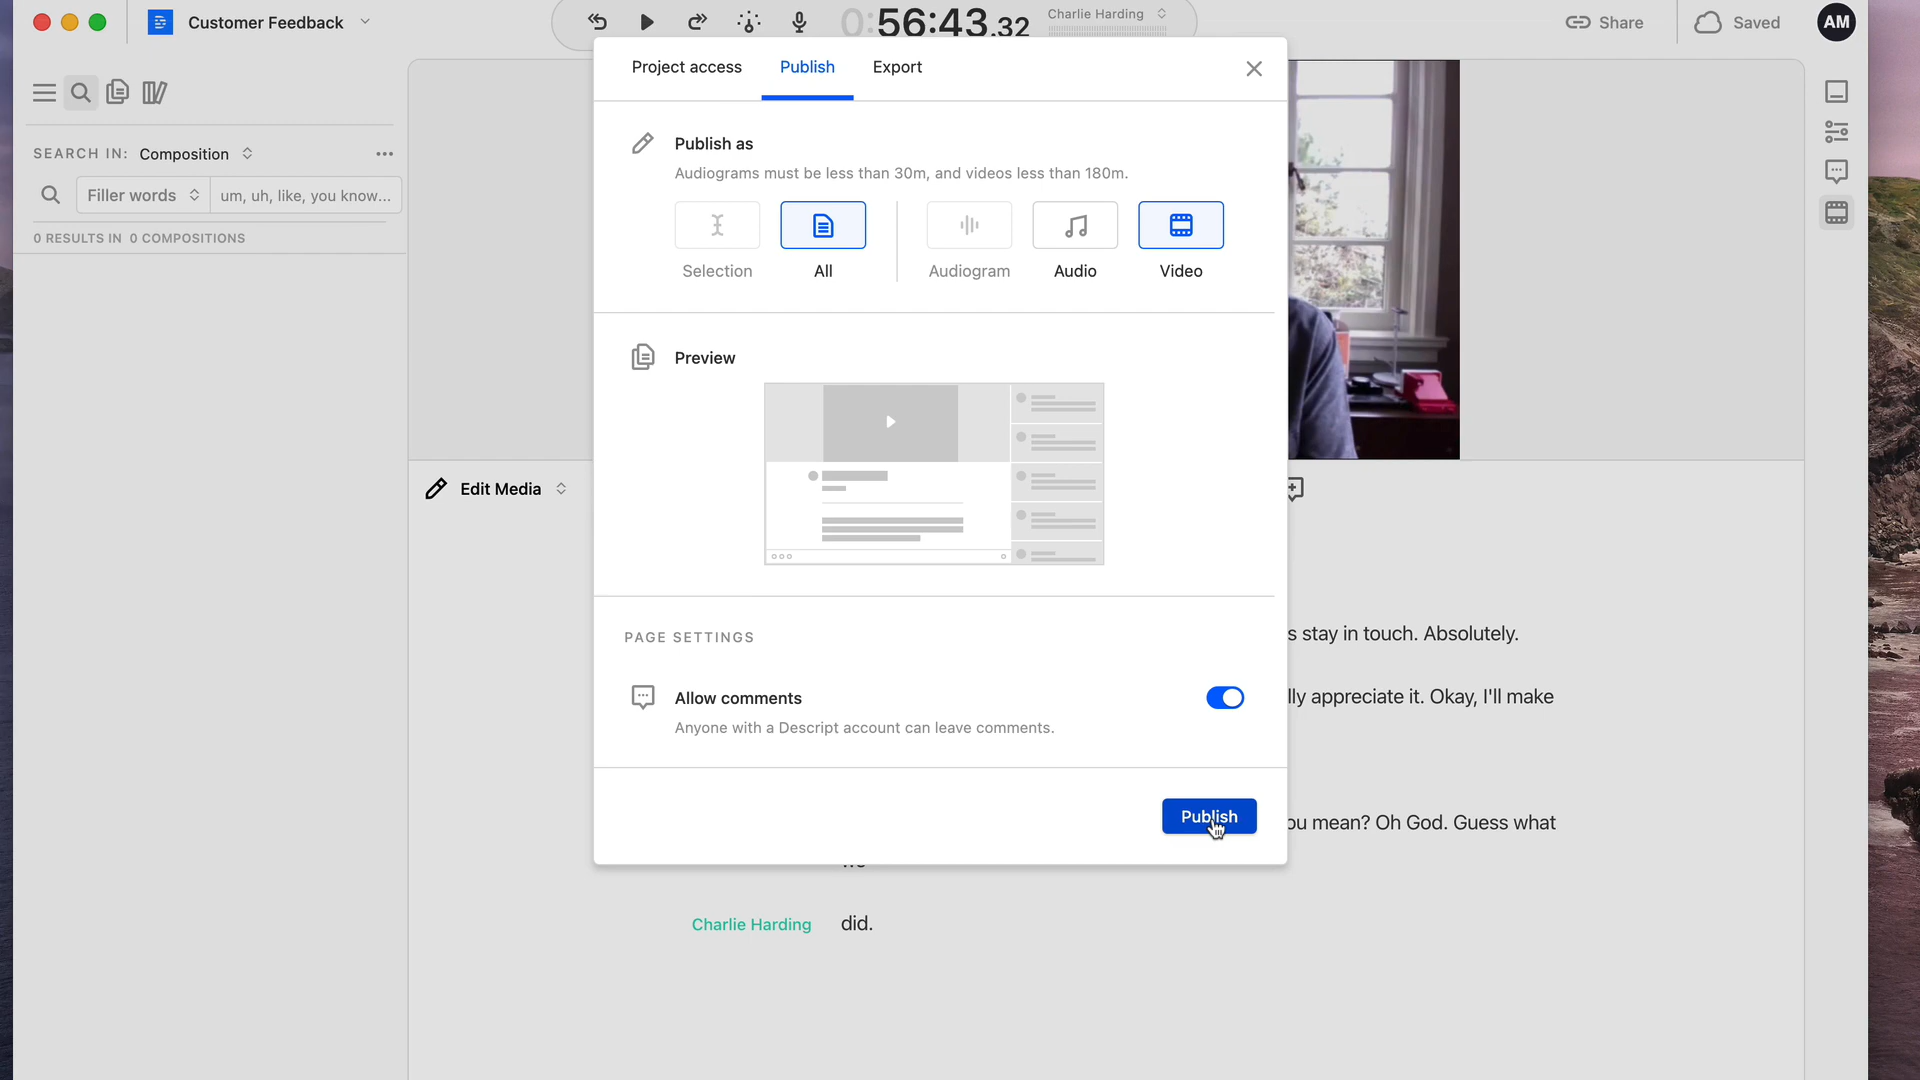 Customer Feedback
0:56:43.32
Charlie Harding
Share
Saved
AM
Project access
Publish
Export
SEARCH IN: Composition
Filler words
um, uh, like, you know...
0 RESULTS IN 0 COMPOSITIONS
Publish as
Audiograms must be less than 30m, and videos less than 180m.
Selection
All
Audiogram
Audio
Video
Preview
Edit Media
PAGE SETTINGS
s stay in touch. Absolutely.
Allow comments
lly appreciate it. Okay, I'll make
Anyone with a Descript account can leave comments.
Publish
ou mean? Oh God. Guess what
Charlie Harding
did.